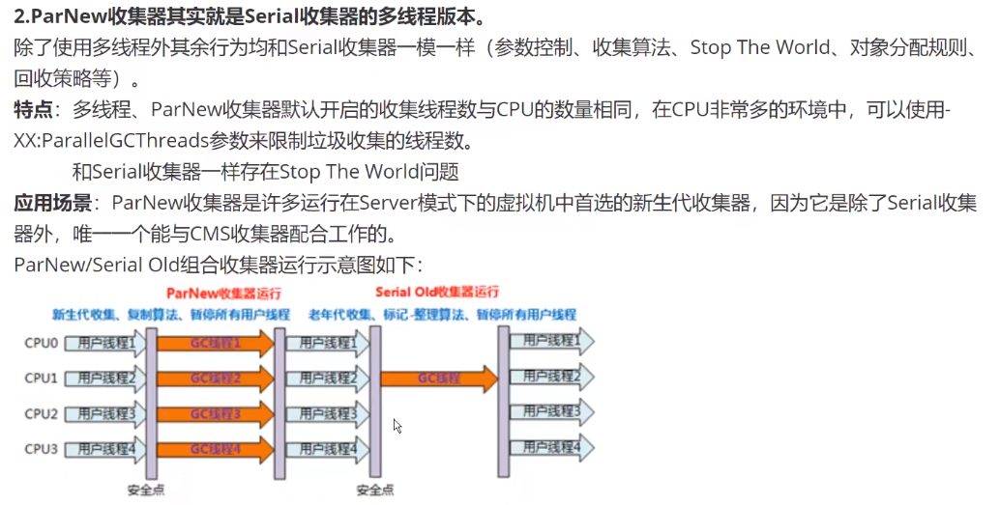 2.ParNew收集器其实就是Serial收集器的多线程版本。
除了使用多线程外其余行为均和Serial收集器一模一样（参数控制、收集算法、Stop The World、对象分配规则、
回收策略等）。
特点：多线程、ParNew收集器默认开启的收集线程数与CPU的数量相同，在CPU非常多的环境中，可以使用-
XX:ParallelGCThreads参数来限制垃圾收集的线程数。
和Serial收集器一样存在Stop The World问题
应用场景：ParNew收集器是许多运行在Server模式下的虚拟机中首选的新生代收集器，因为它是除了Serial收集
器外，唯一一个能与CMS收集器配合工作的。
ParNew/Serial Old组合收集器运行示意图如下：
ParNew收集器运行 Serial Old收集器运行
新生代收集、复制算法、暂停所有用户线程 老年代收集、标记-整理算法、暂停所有用户线程
CPU0 用户线程1 GC线程1 用户线程1 用户线程1
CPU1 用户线程2 GC线程2 用户线程2 GC线程 用户线程2
CPU2 用户线程3 GC线程3 用户线程3 用户线程3
CPU3 用户线程4 GC线程4 用户线程4 用户线程4
安全点 安全点